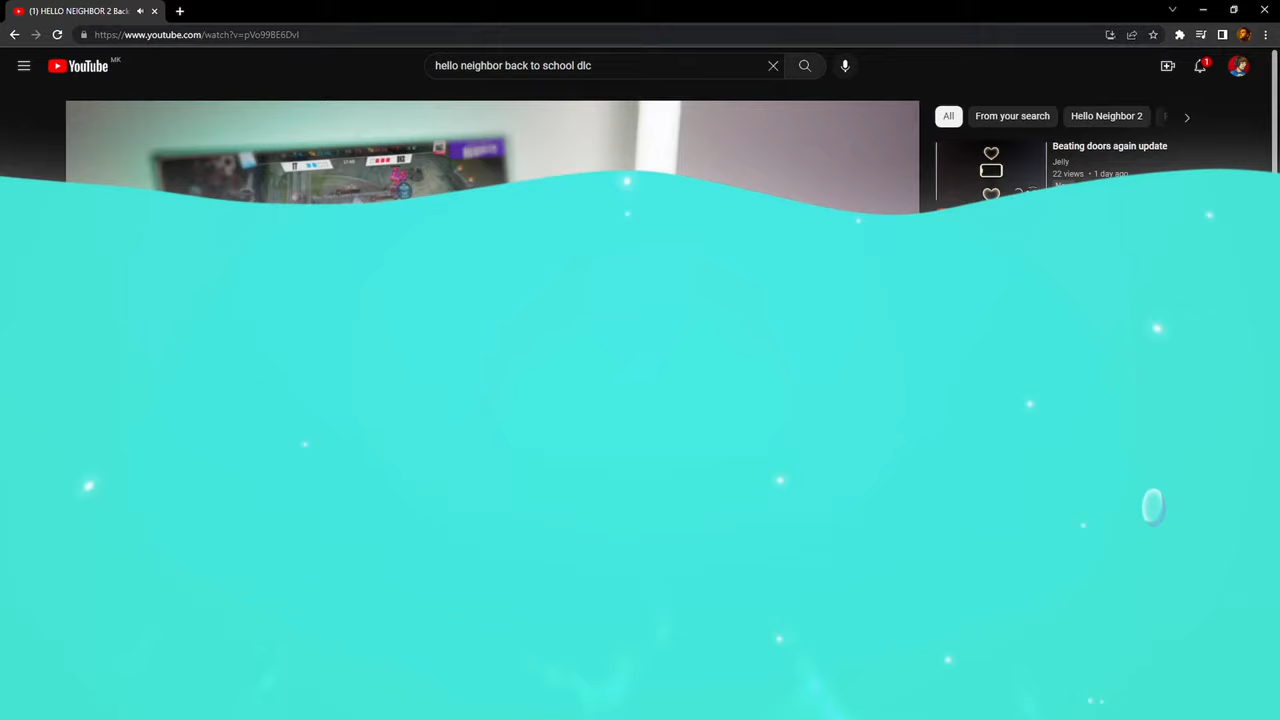 (1) HELLO NEIGHBOR 2 Back
https://www.youtube.com/watch?v=pVo99BE6DvI
YouTube MK
hello neighbor back to school dlc
1
All
From your search
Hello Neighbor 2
Beating doors again update
Jelly
22 views • 1 day ago